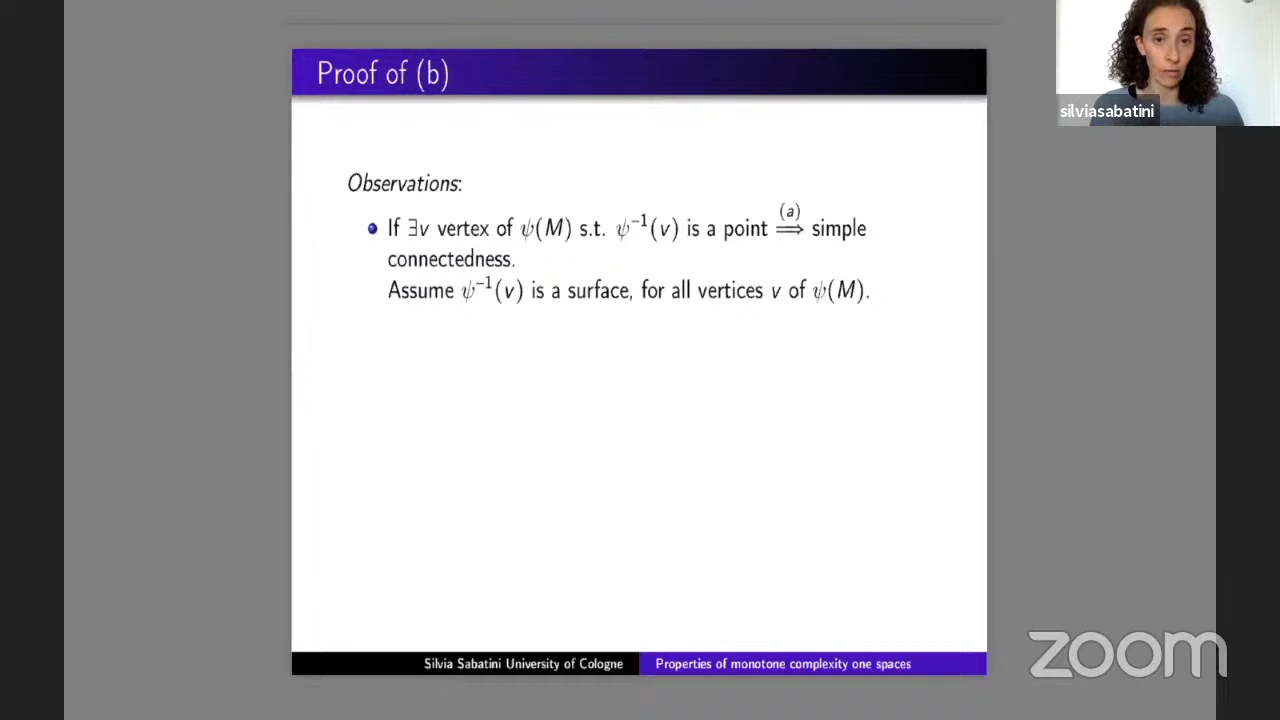 Proof of (b)
silviasabatini
Observations:
• If ∃v vertex of ψ(M) s.t. ψ⁻¹(v) is a point ⟹^(a) simple
connectedness.
Assume ψ⁻¹(v) is a surface, for all vertices v of ψ(M).
Silvia Sabatini University of Cologne
Properties of monotone complexity one spaces
zoom